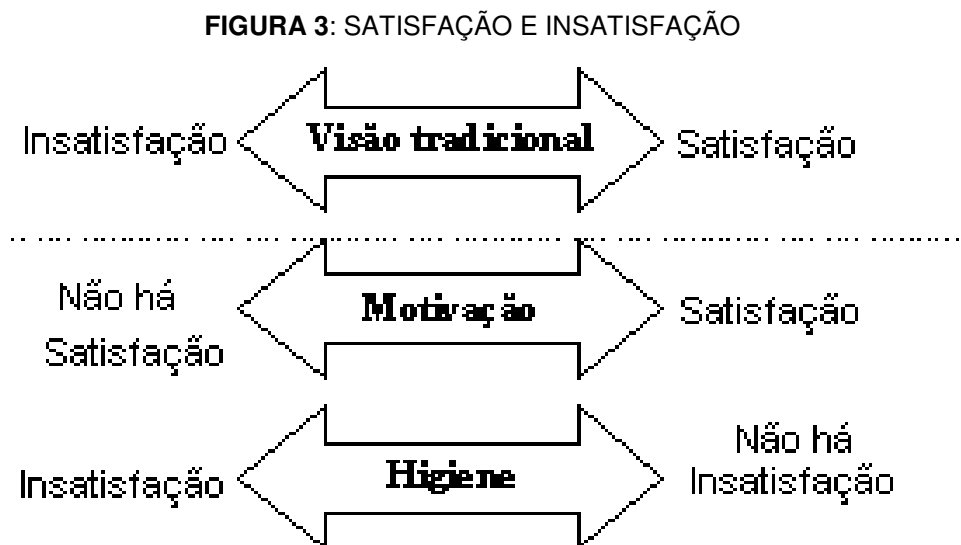 FIGURA 3: SATISFAÇÃO E INSATISFAÇÃO
Insatisfação
Visão tradicional
Satisfação
Não há
Satisfação
Motivação
Satisfação
Insatisfação
Higiene
Não há
Insatisfação